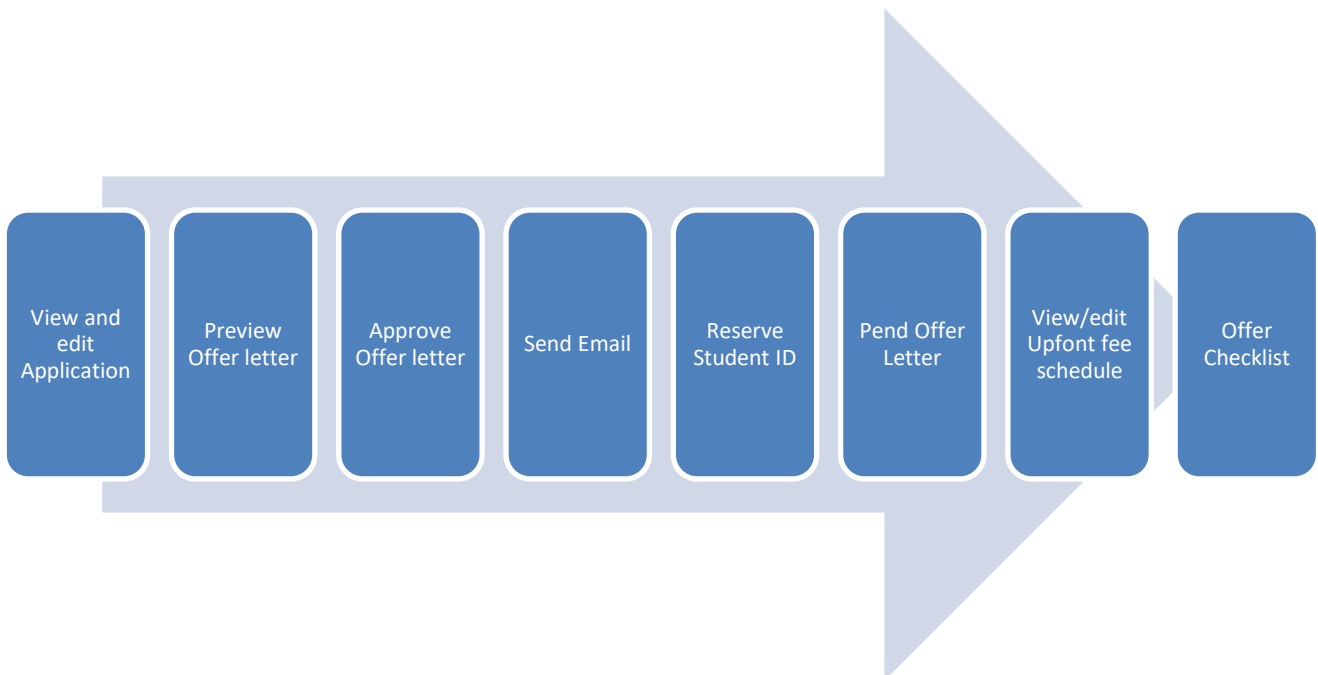 View and
edit
Application
Preview
Offer letter
Approve
Offer letter
Send Email
Reserve
Student ID
Pend Offer
Letter
View/edit
Upfont fee
schedule
Offer
Checklist